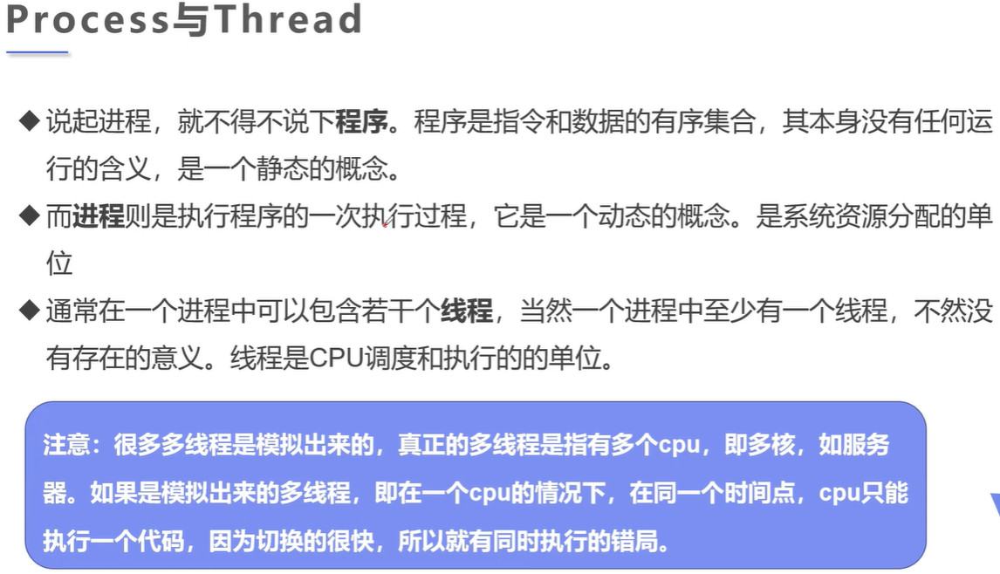 Process与Thread
◆说起进程，就不得不说下程序。程序是指令和数据的有序集合，其本身没有任何运
行的含义，是一个静态的概念。
◆而进程则是执行程序的一次执行过程，它是一个动态的概念。是系统资源分配的单
位
◆通常在一个进程中可以包含若干个线程，当然一个进程中至少有一个线程，不然没
有存在的意义。线程是CPU调度和执行的的单位。
注意：很多多线程是模拟出来的，真正的多线程是指有多个cpu，即多核，如服务
器。如果是模拟出来的多线程，即在一个cpu的情况下，在同一个时间点，cpu只能
执行一个代码，因为切换的很快，所以就有同时执行的错局。